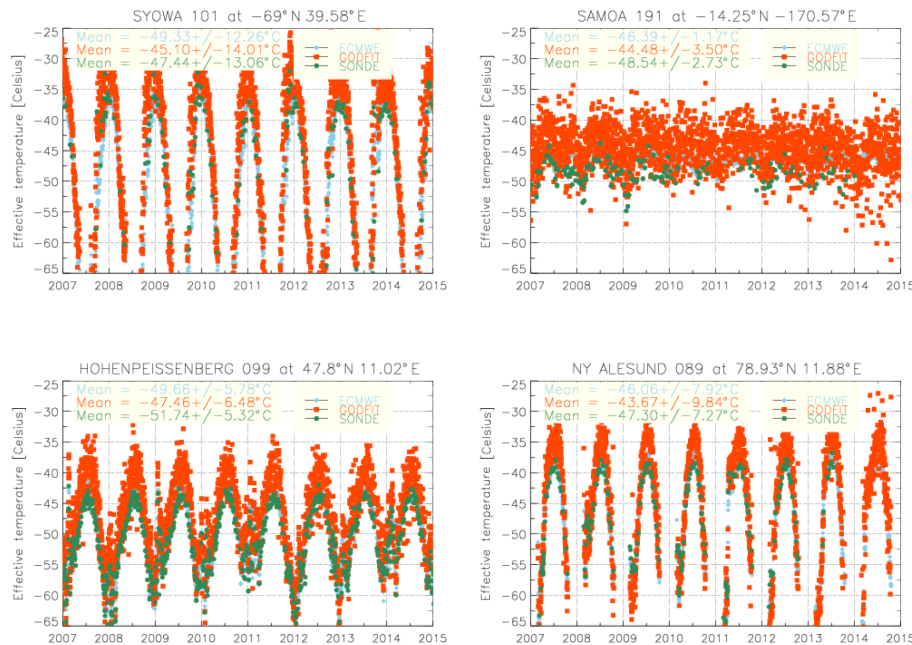 SYOWA 101 at −69°N 39.58°E
Mean = −49.33+/−12.26°C
Mean = −45.10+/−14.01°C
Mean = −47.44+/−13.06°C
ECMWF
GODFIT
SONDE
Effective temperature [Celsius]
−25
−30
−35
−40
−45
−50
−55
−60
−65
2007 2008 2009 2010 2011 2012 2013 2014 2015
SAMOA 191 at −14.25°N −170.57°E
Mean = −46.39+/−1.17°C
Mean = −44.48+/−3.50°C
Mean = −48.54+/−2.73°C
ECMWF
GODFIT
SONDE
Effective temperature [Celsius]
−25
−30
−35
−40
−45
−50
−55
−60
−65
2007 2008 2009 2010 2011 2012 2013 2014 2015
HOHENPEISSENBERG 099 at 47.8°N 11.02°E
Mean = −49.66+/−5.78°C
Mean = −47.46+/−6.48°C
Mean = −51.74+/−5.32°C
ECMWF
GODFIT
SONDE
Effective temperature [Celsius]
−25
−30
−35
−40
−45
−50
−55
−60
−65
2007 2008 2009 2010 2011 2012 2013 2014 2015
NY ALESUND 089 at 78.93°N 11.88°E
Mean = −46.06+/−7.92°C
Mean = −43.67+/−9.84°C
Mean = −47.30+/−7.27°C
ECMWF
GODFIT
SONDE
Effective temperature [Celsius]
−25
−30
−35
−40
−45
−50
−55
−60
−65
2007 2008 2009 2010 2011 2012 2013 2014 2015